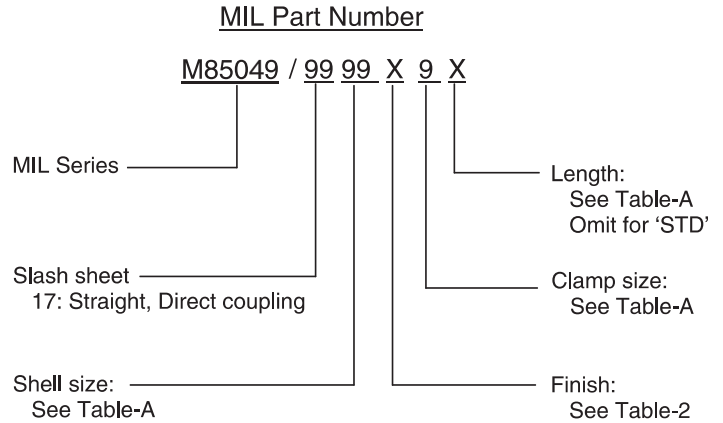 MIL Part Number
M85049 / 99 99 X 9 X
MIL Series
Length:
See Table-A
Omit for 'STD'
Slash sheet
17: Straight, Direct coupling
Clamp size:
See Table-A
Shell size:
See Table-A
Finish:
See Table-2